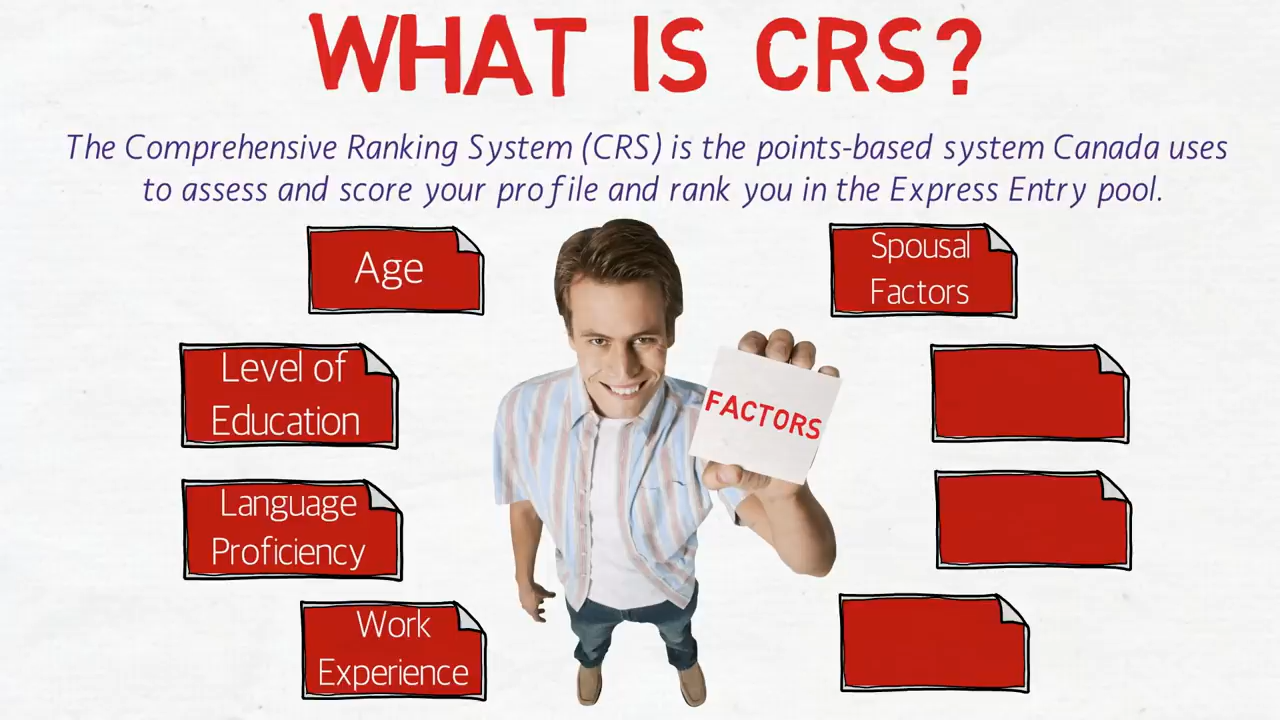 WHAT IS CRS?
The Comprehensive Ranking System (CRS) is the points-based system Canada uses
to assess and score your profile and rank you in the Express Entry pool.
Age
Level of
Education
Language
Proficiency
Work
Experience
FACTORS
Spousal
Factors